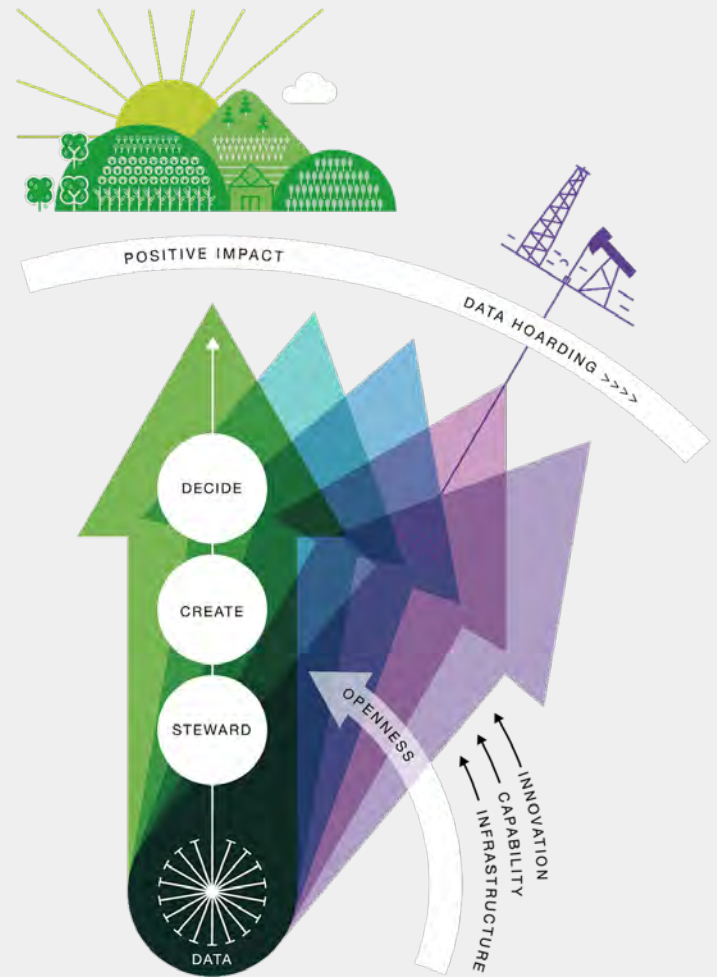 POSITIVE IMPACT
DATA HOARDING >>>>
DECIDE
CREATE
STEWARD
OPENNESS
INNOVATION
CAPABILITY
INFRASTRUCTURE
DATA